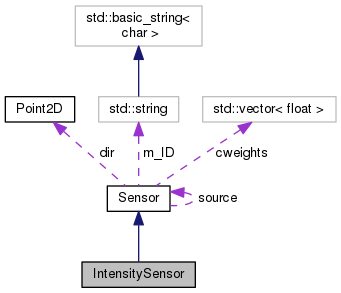 std::basic_string<
char >
Point2D
std::string
std::vector< float >
dir
m_ID
cweights
Sensor
source
IntensitySensor